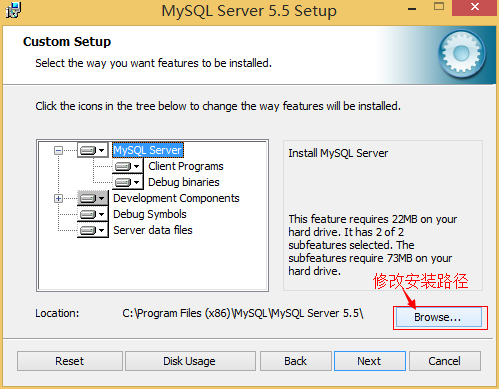 MySQL Server 5.5 Setup
Custom Setup
Select the way you want features to be installed.
Click the icons in the tree below to change the way features will be installed.
MySQL Server
Client Programs
Debug binaries
Development Components
Debug Symbols
Server data files
Install MySQL Server
This feature requires 22MB on your
hard drive. It has 2 of 2
subfeatures selected. The
subfeatures require 73MB on your
hard drive.
修改安装路径
Location: C:\Program Files (x86)\MySQL\MySQL Server 5.5\
Browse...
Reset Disk Usage Back Next Cancel